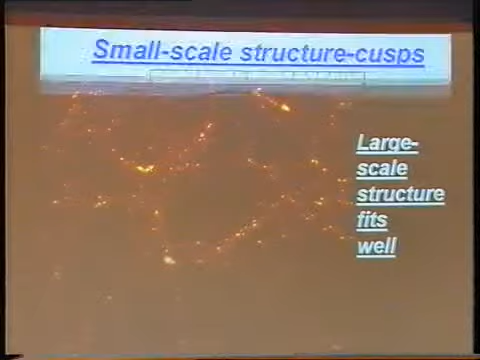 Small-scale structure-cusps
Large-
scale
structure
fits
well